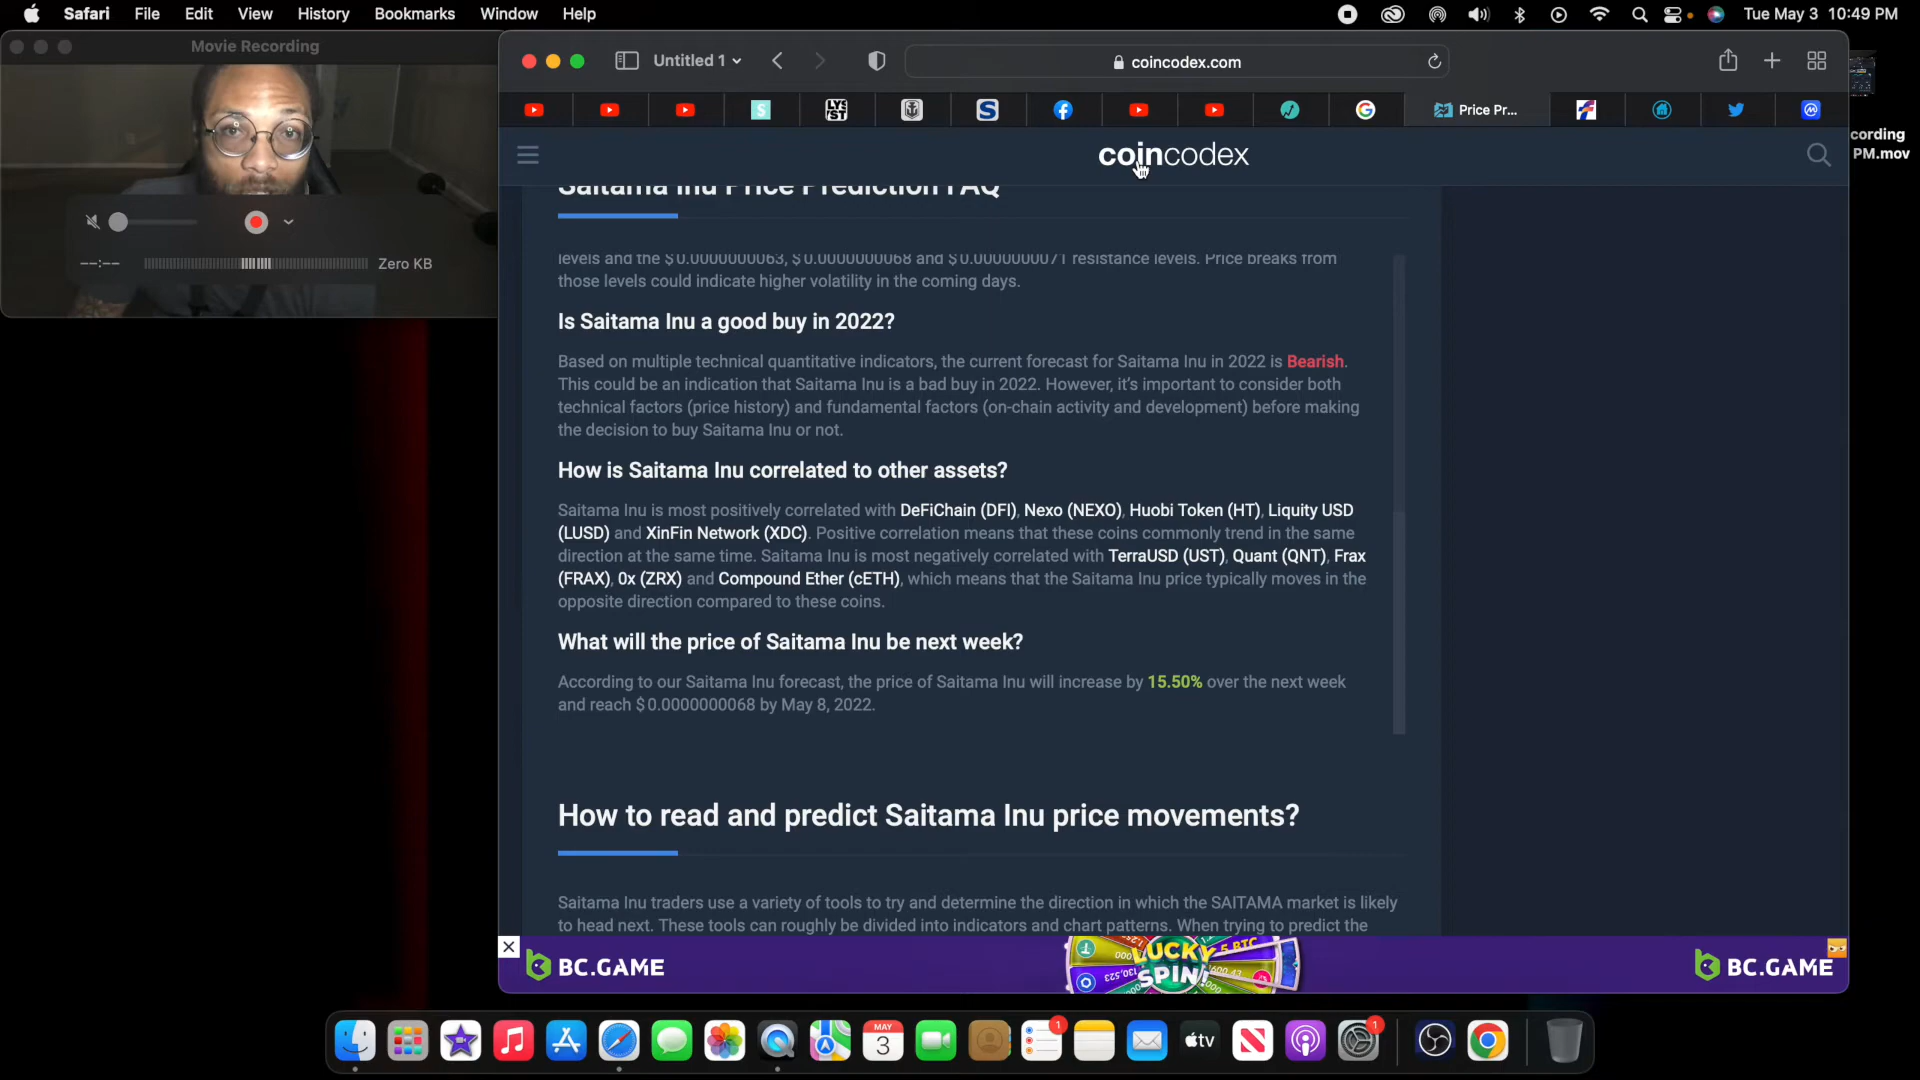 Safari File Edit View History Bookmarks Window Help
Tue May 3 10:49 PM
Movie Recording
--:--
Zero KB
Untitled 1
coincodex.com
LYST
Price Pr...
cording
PM.mov
coincodex
Saitama Inu Price Prediction FAQ
levels and the $ 0.0000000063, $ 0.0000000068 and $ 0.0000000071 resistance levels. Price breaks from
those levels could indicate higher volatility in the coming days.
Is Saitama Inu a good buy in 2022?
Based on multiple technical quantitative indicators, the current forecast for Saitama Inu in 2022 is Bearish.
This could be an indication that Saitama Inu is a bad buy in 2022. However, it's important to consider both
technical factors (price history) and fundamental factors (on-chain activity and development) before making
the decision to buy Saitama Inu or not.
How is Saitama Inu correlated to other assets?
Saitama Inu is most positively correlated with DeFiChain (DFI), Nexo (NEXO), Huobi Token (HT), Liquity USD
(LUSD) and XinFin Network (XDC). Positive correlation means that these coins commonly trend in the same
direction at the same time. Saitama Inu is most negatively correlated with TerraUSD (UST), Quant (QNT), Frax
(FRAX), 0x (ZRX) and Compound Ether (cETH), which means that the Saitama Inu price typically moves in the
opposite direction compared to these coins.
What will the price of Saitama Inu be next week?
According to our Saitama Inu forecast, the price of Saitama Inu will increase by 15.50% over the next week
and reach $ 0.0000000068 by May 8, 2022.
How to read and predict Saitama Inu price movements?
Saitama Inu traders use a variety of tools to try and determine the direction in which the SAITAMA market is likely
to head next. These tools can roughly be divided into indicators and chart patterns. When trying to predict the
BC.GAME
LUCKY
SPIN!
5 BTC
BC.GAME
MAY
3
1
tv
1